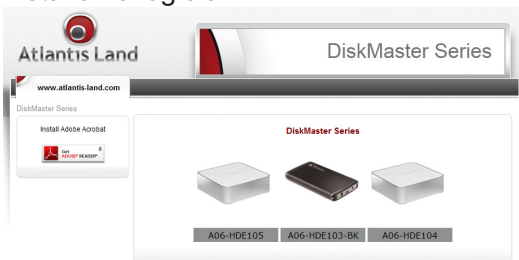 Atlantis Land
DiskMaster Series
www.atlantis-land.com
DiskMaster Series
Install Adobe Acrobat
Get
ADOBE® READER®
DiskMaster Series
A06-HDE105 A06-HDE103-BK A06-HDE104